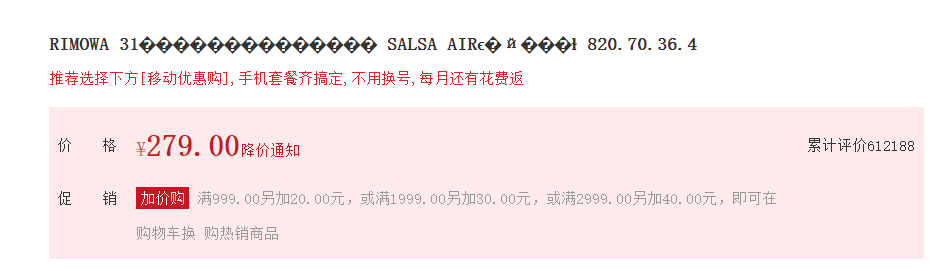 RIMOWA 31����������������� SALSA AIRє� й ���ɫ 820.70.36.4
推荐选择下方[移动优惠购],手机套餐齐搞定,不用换号,每月还有花费返
价 格 ¥279.00降价通知 累计评价612188
促 销 加价购 满999.00另加20.00元，或满1999.00另加30.00元，或满2999.00另加40.00元，即可在
购物车换 购热销商品